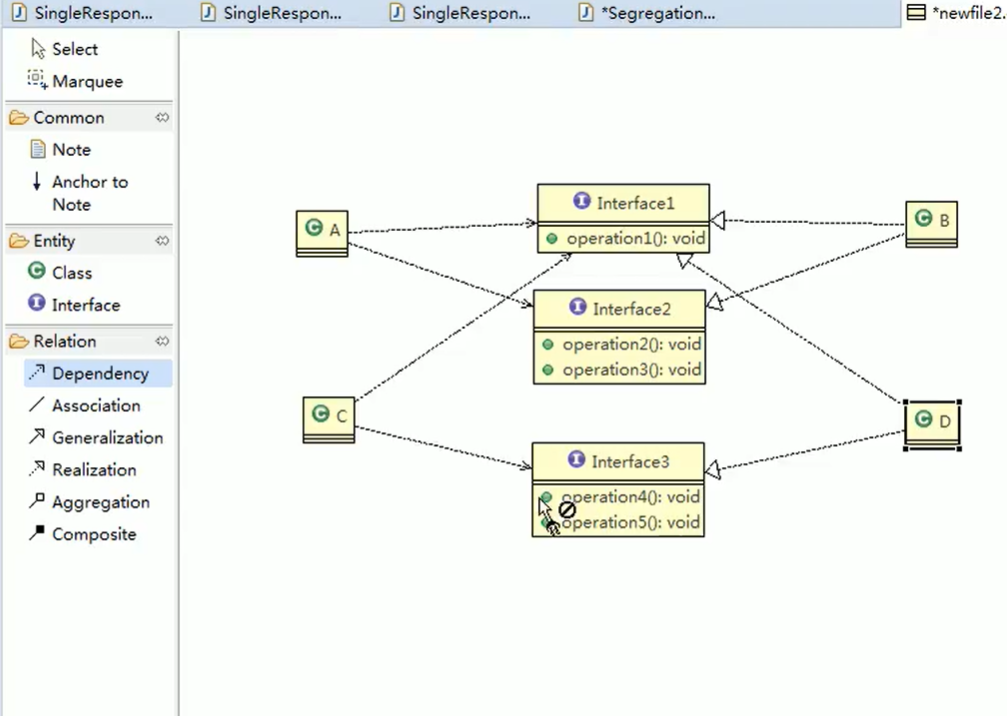 SingleRespon...
SingleRespon...
SingleRespon...
*Segregation...
*newfile2.
Select
Marquee
Common
Note
Anchor to
Note
Entity
Class
Interface
Relation
Dependency
Association
Generalization
Realization
Aggregation
Composite
A
Interface1
operation1(): void
B
Interface2
operation2(): void
operation3(): void
C
D
Interface3
operation4(): void
operation5(): void